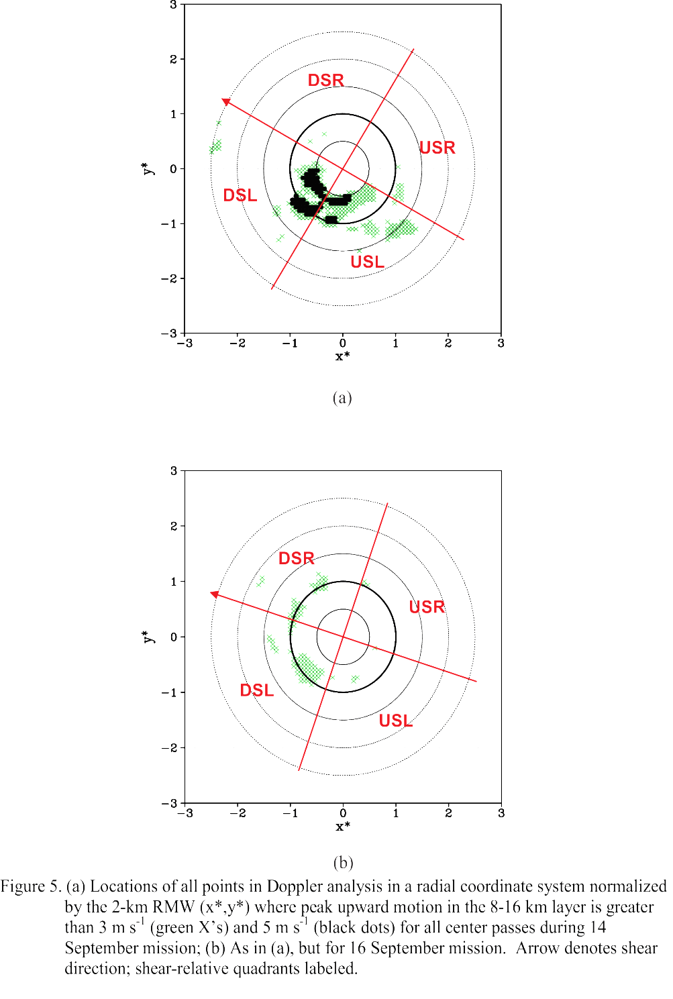 3
2
1
0
−1
−2
−3
y*
DSR
USR
DSL
USL
−3 −2 −1 0 1 2 3
x*
(a)
3
2
1
0
−1
−2
−3
y*
DSR
USR
DSL
USL
−3 −2 −1 0 1 2 3
x*
(b)
Figure 5. (a) Locations of all points in Doppler analysis in a radial coordinate system normalized
by the 2-km RMW (x*,y*) where peak upward motion in the 8-16 km layer is greater
than 3 m s-1 (green X’s) and 5 m s-1 (black dots) for all center passes during 14
September mission; (b) As in (a), but for 16 September mission.  Arrow denotes shear
direction; shear-relative quadrants labeled.